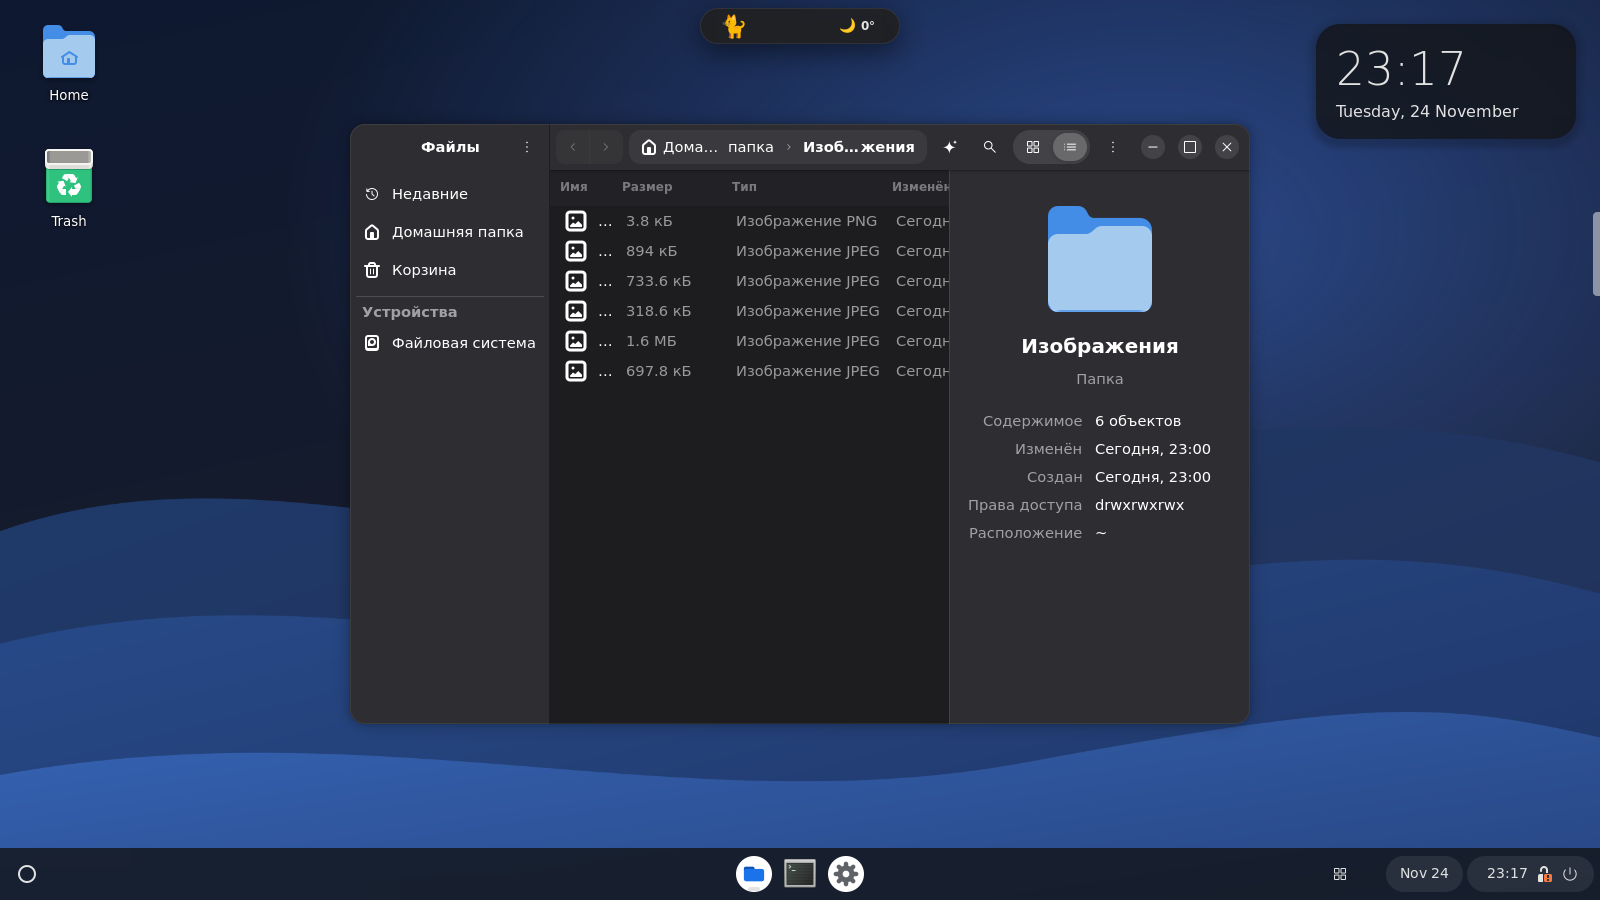 0°
Home
Trash
23:17
Tuesday, 24 November
Файлы
Дома… папка › Изоб…жения
Недавние
Домашняя папка
Корзина
Устройства
Файловая система
Имя Размер Тип Изменён
… 3.8 кБ Изображение PNG Сегодн
… 894 кБ Изображение JPEG Сегодн
… 733.6 кБ Изображение JPEG Сегодн
… 318.6 кБ Изображение JPEG Сегодн
… 1.6 МБ Изображение JPEG Сегодн
… 697.8 кБ Изображение JPEG Сегодн
Изображения
Папка
Содержимое 6 объектов
Изменён Сегодня, 23:00
Создан Сегодня, 23:00
Права доступа drwxrwxrwx
Расположение ~
Nov 24
23:17